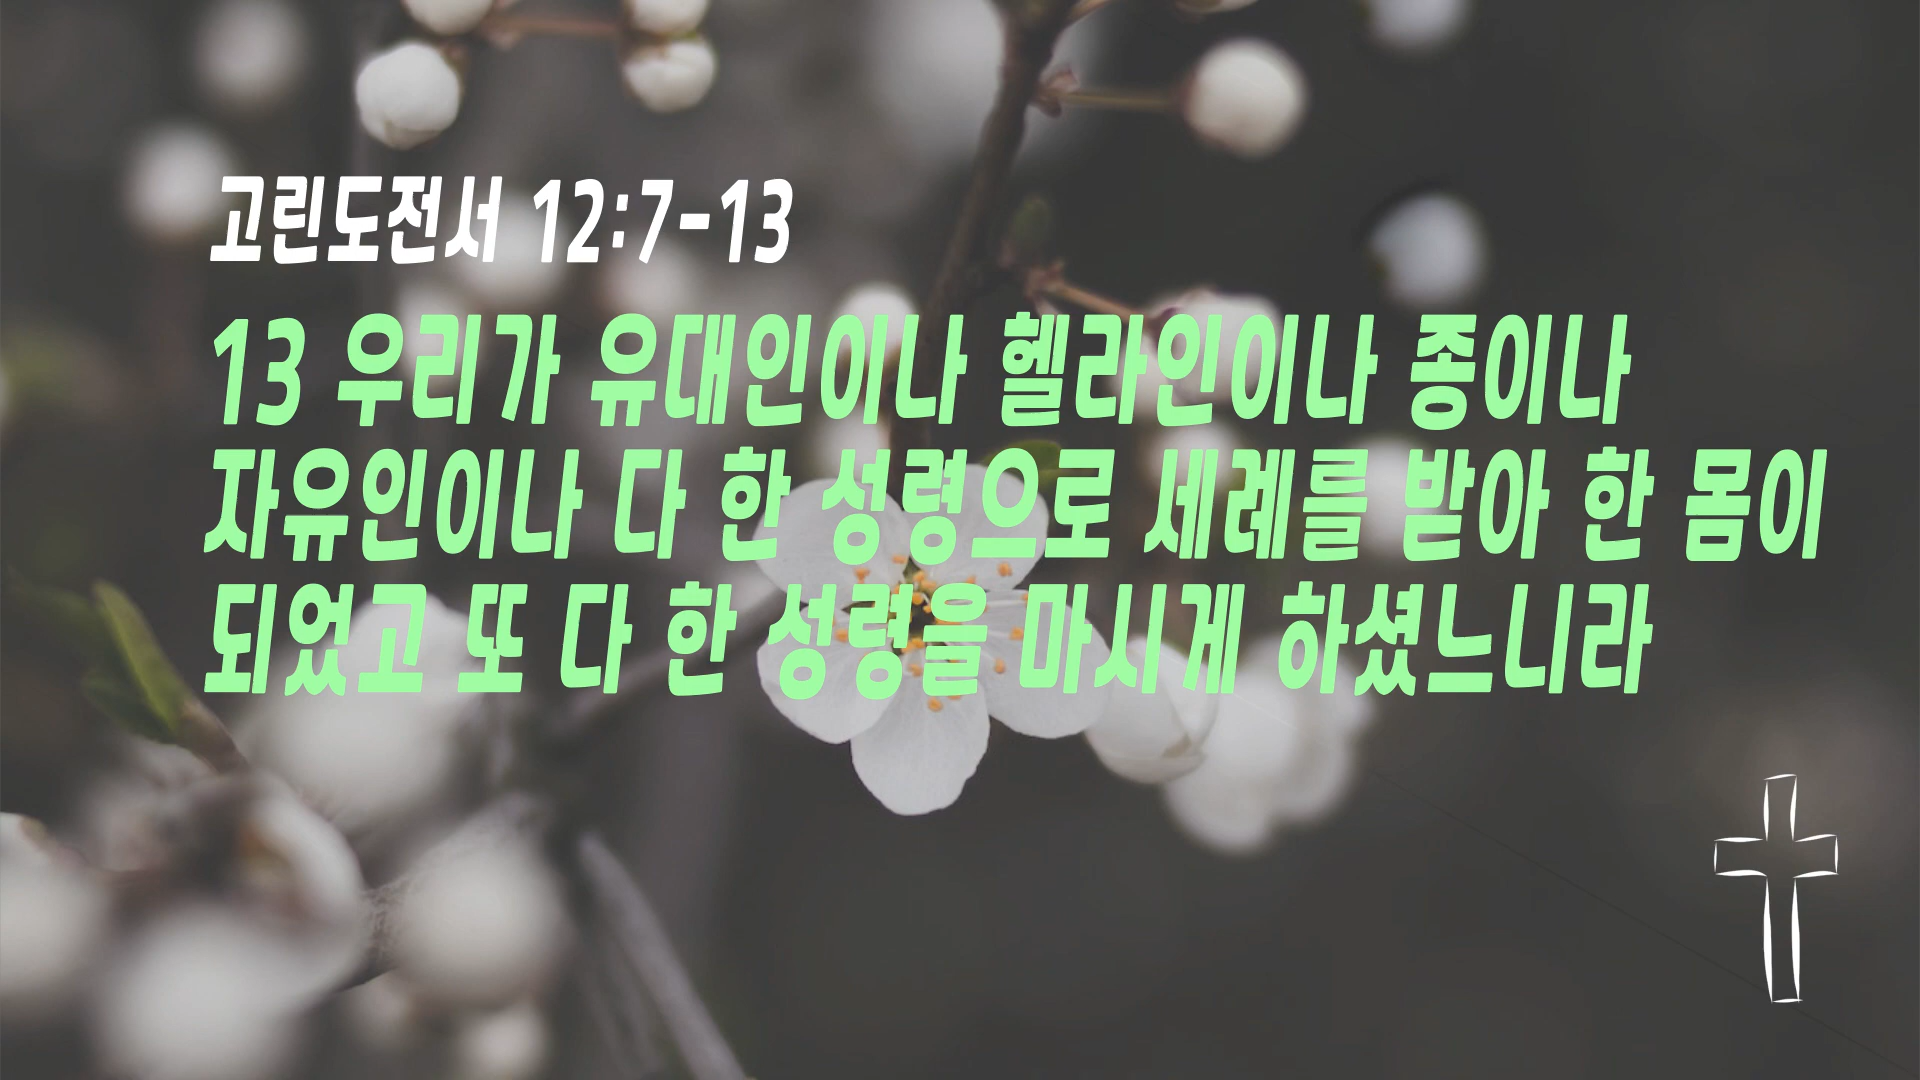 고린도전서 12:7-13
13 우리가 유대인이나 헬라인이나 종이나
자유인이나 다 한 성령으로 세례를 받아 한 몸이
되었고 또 다 한 성령을 마시게 하셨느니라